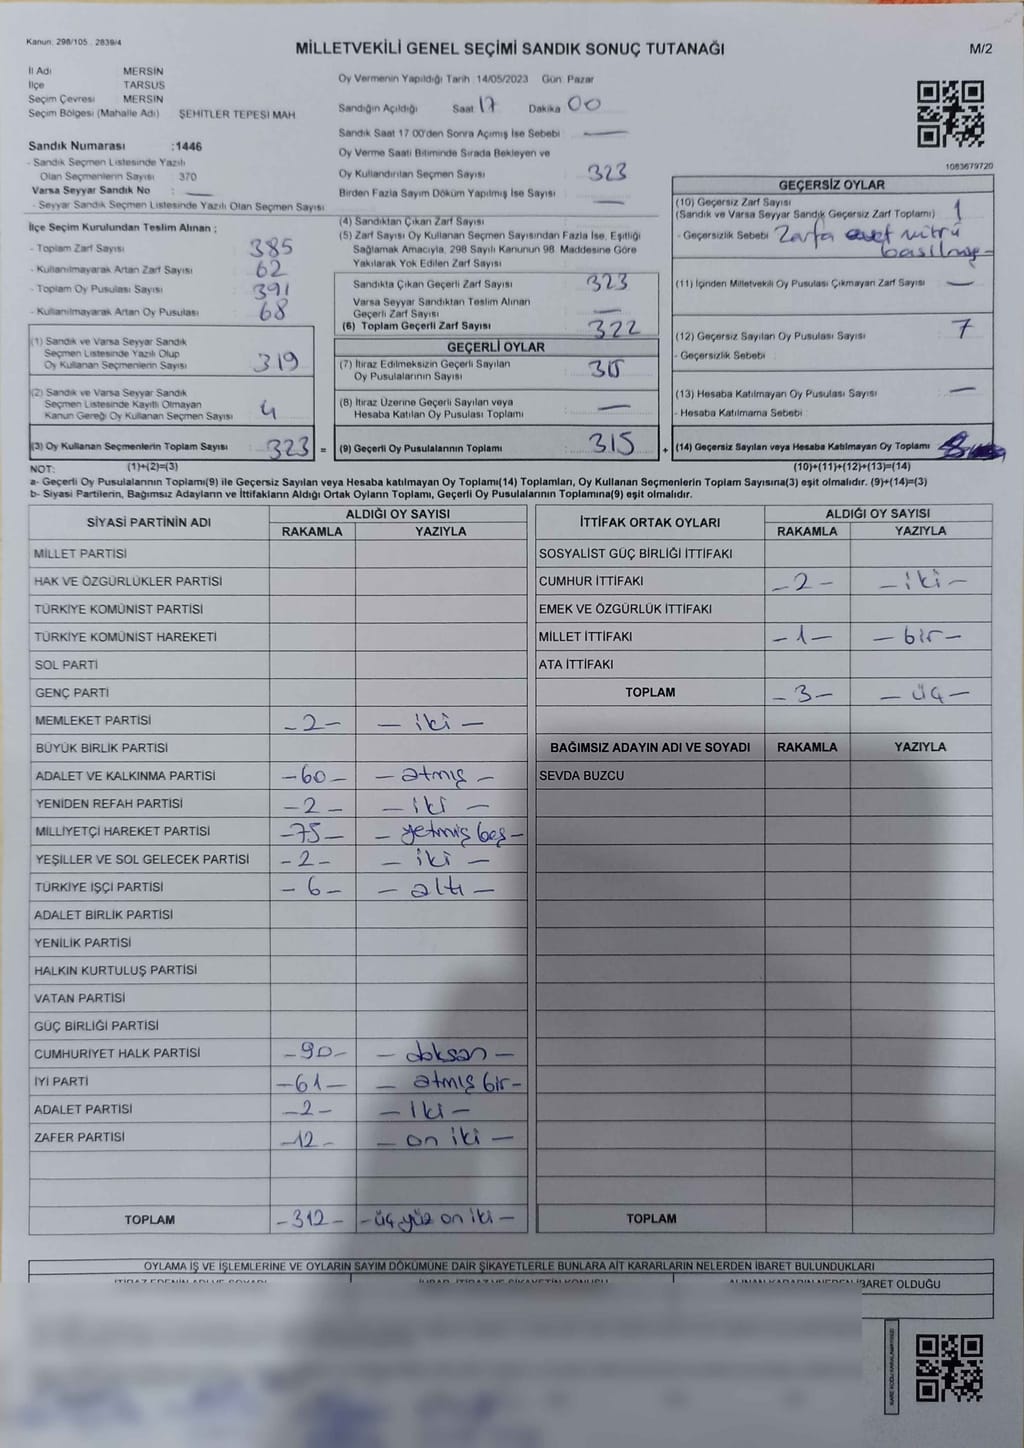 Kanun: 298/105 2839/4
MİLLETVEKİLİ GENEL SEÇİMİ SANDIK SONUÇ TUTANAĞI
M/2
İl Adı MERSİN
İlçe TARSUS
Seçim Çevresi MERSİN
Seçim Bölgesi (Mahalle Adı) ŞEHİTLER TEPESİ MAH
Oy Vermenin Yapıldığı Tarih 14/05/2023 Gün Pazar
Sandığın Açıldığı Saat 17 Dakika 00
Sandık Saat 17 00'den Sonra Açımış İse Sebebi —
Oy Verme Saati Bitiminde Sırada Bekleyen ve
Oy Kullandırılan Seçmen Sayısı 323
Birden Fazla Sayım Döküm Yapılmış İse Sayısı —
Sandık Numarası :1446
- Sandık Seçmen Listesinde Yazılı
Olan Seçmenlerin Sayısı 370
Varsa Seyyar Sandık No : —
- Seyyar Sandık Seçmen Listesinde Yazılı Olan Seçmen Sayısı
1083679720
İlçe Seçim Kurulundan Teslim Alınan ;
- Toplam Zarf Sayısı : 385
- Kullanılmayarak Artan Zarf Sayısı : 62
- Toplam Oy Pusulası Sayısı : 391
- Kullanılmayarak Artan Oy Pusulası : 68
(1) Sandık ve Varsa Seyyar Sandık
Seçmen Listesinde Yazılı Olup
Oy Kullanan Seçmenlerin Sayısı : 319
(2) Sandık ve Varsa Seyyar Sandık
Seçmen Listesinde Kayıtlı Olmayan
Kanun Gereği Oy Kullanan Seçmen Sayısı 4
(3) Oy Kullanan Seçmenlerin Toplam Sayısı : 323 =
(4) Sandıktan Çıkan Zarf Sayısı
(5) Zarf Sayısı Oy Kullanan Seçmen Sayısından Fazla İse, Eşitliği
Sağlamak Amacıyla, 298 Sayılı Kanunun 98. Maddesine Göre
Yakılarak Yok Edilen Zarf Sayısı
Sandıkta Çıkan Geçerli Zarf Sayısı 323
Varsa Seyyar Sandıktan Teslim Alınan
Geçerli Zarf Sayısı —
(6) Toplam Geçerli Zarf Sayısı 322
GEÇERLİ OYLAR
(7) İtiraz Edilmeksizin Geçerli Sayılan
Oy Pusulalarının Sayısı 315
(8) İtiraz Üzerine Geçerli Sayılan veya
Hesaba Katılan Oy Pusulası Toplamı —
(9) Geçerli Oy Pusulalarının Toplamı 315 +
GEÇERSİZ OYLAR
(10) Geçersiz Zarf Sayısı
(Sandık ve Varsa Seyyar Sandık Geçersiz Zarf Toplamı) 1
- Geçersizlik Sebebi : Zarfa evet mührü
basılmış
(11) İçinden Milletvekili Oy Pusulası Çıkmayan Zarf Sayısı —
(12) Geçersiz Sayılan Oy Pusulası Sayısı 7
- Geçersizlik Sebebi :
(13) Hesaba Katılmayan Oy Pusulası Sayısı —
- Hesaba Katılmama Sebebi
(14) Geçersiz Sayılan veya Hesaba Katılmayan Oy Toplamı 8
NOT: (1)+(2)=(3)
(10)+(11)+(12)+(13)=(14)
a- Geçerli Oy Pusulalarının Toplamı(9) ile Geçersiz Sayılan veya Hesaba katılmayan Oy Toplamı(14) Toplamları, Oy Kullanan Seçmenlerin Toplam Sayısına(3) eşit olmalıdır. (9)+(14)=(3)
b- Siyasi Partilerin, Bağımsız Adayların ve İttifakların Aldığı Ortak Oyların Toplamı, Geçerli Oy Pusulalarının Toplamına(9) eşit olmalıdır.
SİYASİ PARTİNİN ADI ALDIĞI OY SAYISI
RAKAMLA YAZIYLA
MİLLET PARTİSİ
HAK VE ÖZGÜRLÜKLER PARTİSİ
TÜRKİYE KOMÜNİST PARTİSİ
TÜRKİYE KOMÜNİST HAREKETİ
SOL PARTİ
GENÇ PARTİ
MEMLEKET PARTİSİ -2- - iki -
BÜYÜK BİRLİK PARTİSİ
ADALET VE KALKINMA PARTİSİ -60- - atmış -
YENİDEN REFAH PARTİSİ -2- - iki -
MİLLİYETÇİ HAREKET PARTİSİ -75- - yetmiş beş -
YEŞİLLER VE SOL GELECEK PARTİSİ -2- - iki -
TÜRKİYE İŞÇİ PARTİSİ -6- - altı -
ADALET BİRLİK PARTİSİ
YENİLİK PARTİSİ
HALKIN KURTULUŞ PARTİSİ
VATAN PARTİSİ
GÜÇ BİRLİĞİ PARTİSİ
CUMHURİYET HALK PARTİSİ -90- - doksan -
İYİ PARTİ -61- - atmış bir -
ADALET PARTİSİ -2- - iki -
ZAFER PARTİSİ -12- - on iki -
TOPLAM -312- - üç yüz on iki -
İTTİFAK ORTAK OYLARI ALDIĞI OY SAYISI
RAKAMLA YAZIYLA
SOSYALİST GÜÇ BİRLİĞİ İTTİFAKI
CUMHUR İTTİFAKI -2- - iki -
EMEK VE ÖZGÜRLÜK İTTİFAKI
MİLLET İTTİFAKI -1- - bir -
ATA İTTİFAKI
TOPLAM -3- - üç -
BAĞIMSIZ ADAYIN ADI VE SOYADI RAKAMLA YAZIYLA
SEVDA BUZCU
TOPLAM
OYLAMA İŞ VE İŞLEMLERİNE VE OYLARIN SAYIM DÖKÜMÜNE DAİR ŞİKAYETLERLE BUNLARA AİT KARARLARIN NELERDEN İBARET BULUNDUKLARI
İTİRAZ EDENİN ADI VE SOYADI İHBAR, İTİRAZ VE ŞİKAYETİN KONUSU ALINAN KARARIN NEDEN İBARET OLDUĞU